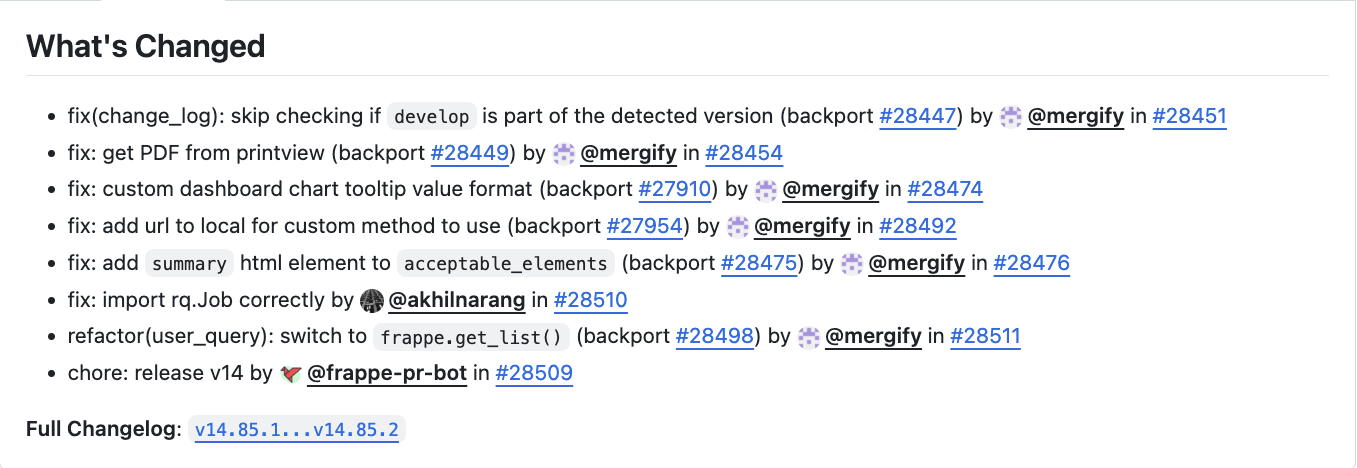 What's Changed
fix(change_log): skip checking if develop is part of the detected version (backport #28447) by @mergify in #28451
fix: get PDF from printview (backport #28449) by @mergify in #28454
fix: custom dashboard chart tooltip value format (backport #27910) by @mergify in #28474
fix: add url to local for custom method to use (backport #27954) by @mergify in #28492
fix: add summary html element to acceptable_elements (backport #28475) by @mergify in #28476
fix: import rq.Job correctly by @akhilnarang in #28510
refactor(user_query): switch to frappe.get_list() (backport #28498) by @mergify in #28511
chore: release v14 by @frappe-pr-bot in #28509
Full Changelog: v14.85.1...v14.85.2